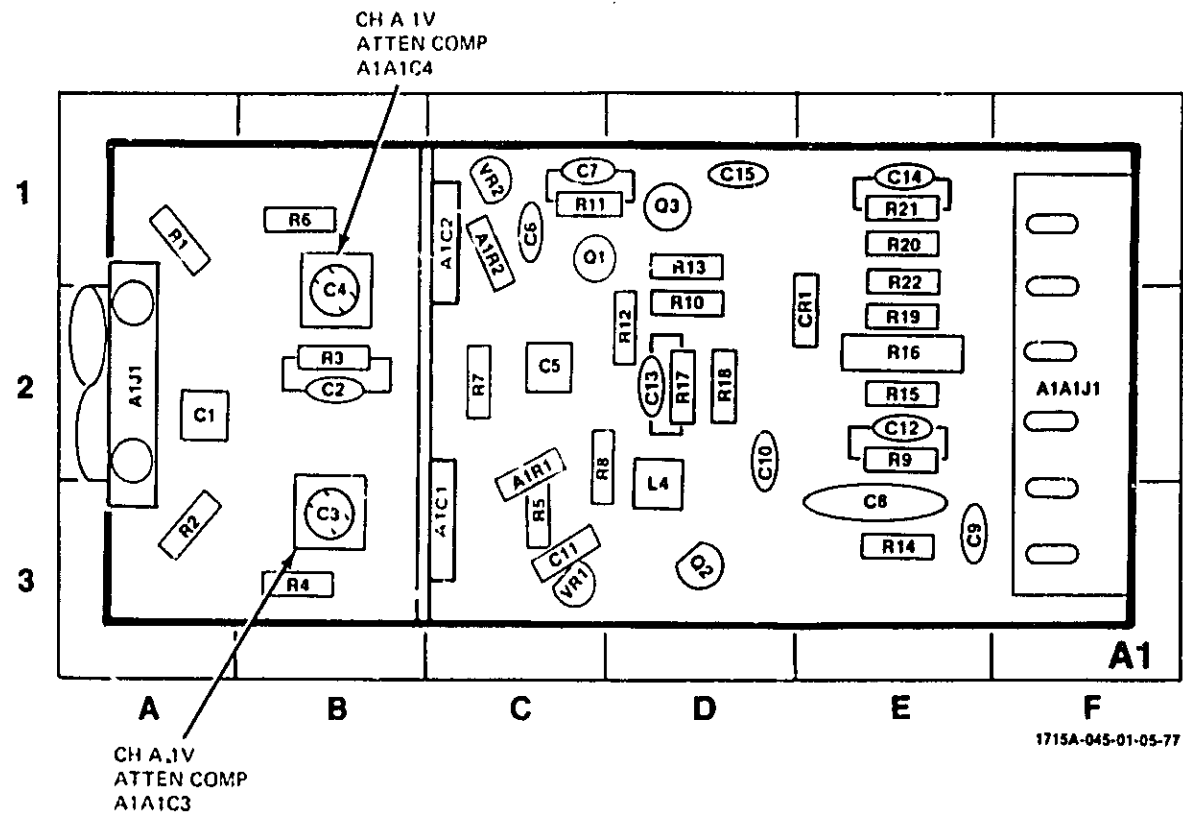 CH A 1V
ATTEN COMP
A1A1C4
1
2
3
VR2
C7
R11
C15
C14
R21
R1
R6
A1C2
A1R2
C6
Q1
Q3
R20
R13
R22
C4
R10
R12
CR1
R19
R16
A1J1
R3
C2
R7
C5
C13
R17
R18
R15
A1A1J1
C1
C12
R9
A1R1
R8
L4
C10
C8
R2
C3
A1C1
R5
C11
C9
R14
R4
VR1
Q2
A1
A
B
C
D
E
F
1715A-045-01-05-77
CH A .1V
ATTEN COMP
A1A1C3